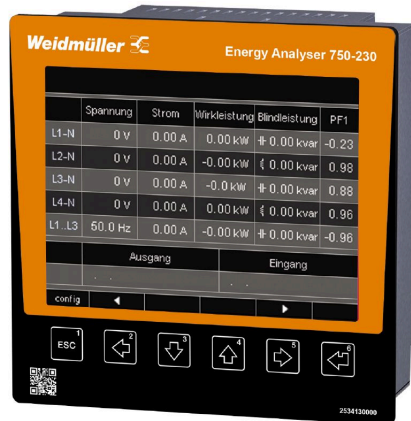 Weidmüller
Energy Analyser 750-230
Spannung Strom Wirkleistung Blindleistung PF1
L1-N 0 V 0.00 A 0.00 kW 0.00 kvar -0.23
L2-N 0 V 0.00 A -0.00 kW 0.00 kvar 0.98
L3-N 0 V 0.00 A -0.0 kW 0.00 kvar 0.88
L4-N 0 V 0.00 A 0.00 kW 0.00 kvar 0.96
L1..L3 50.0 Hz 0.00 A -0.00 kW 0.00 kvar -0.96
Ausgang Eingang
config
ESC 1 2 3 4 5 6
2534130000